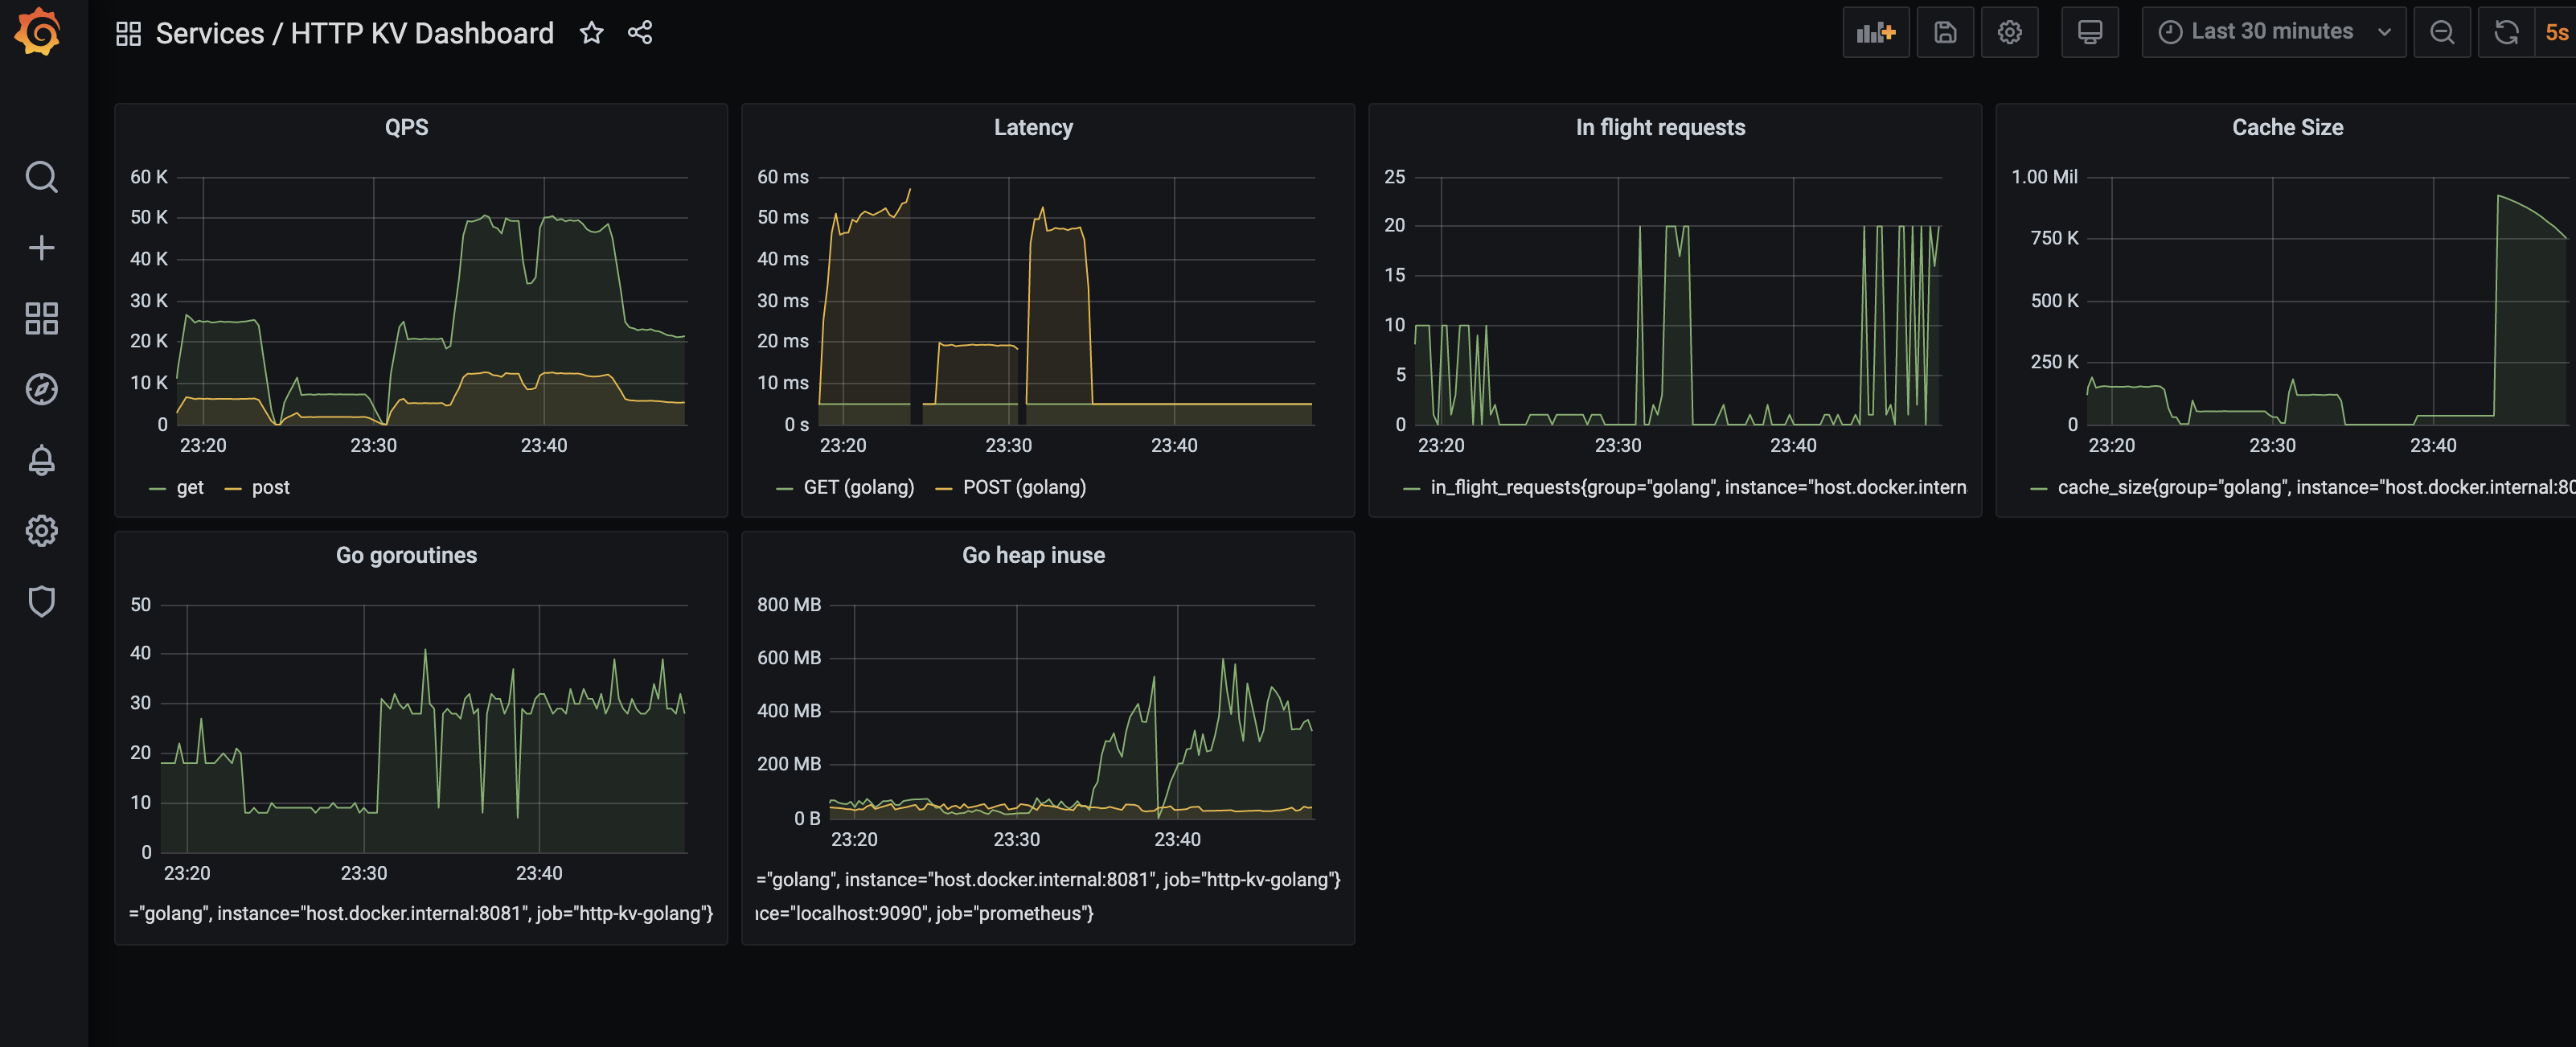 Services / HTTP KV Dashboard
Last 30 minutes
5s
QPS
60 K
50 K
40 K
30 K
20 K
10 K
0
23:20 23:30 23:40
get post
Latency
60 ms
50 ms
40 ms
30 ms
20 ms
10 ms
0 s
23:20 23:30 23:40
GET (golang) POST (golang)
In flight requests
25
20
15
10
5
0
23:20 23:30 23:40
in_flight_requests{group="golang", instance="host.docker.intern
Cache Size
1.00 Mil
750 K
500 K
250 K
0
23:20 23:30 23:40
cache_size{group="golang", instance="host.docker.internal:80
Go goroutines
50
40
30
20
10
0
23:20 23:30 23:40
="golang", instance="host.docker.internal:8081", job="http-kv-golang"}
Go heap inuse
800 MB
600 MB
400 MB
200 MB
0 B
23:20 23:30 23:40
="golang", instance="host.docker.internal:8081", job="http-kv-golang"}
nce="localhost:9090", job="prometheus"}